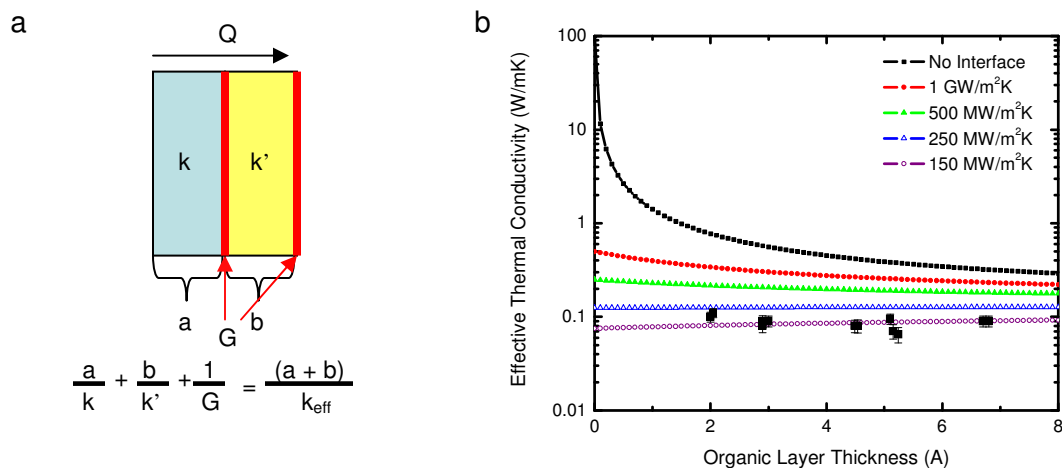 a
Q
k
k’
a
b
G
a/k + b/k’ + 1/G = (a + b)/k_eff
b
Effective Thermal Conductivity (W/mK)
100
10
1
0.1
0.01
No Interface
1 GW/m²K
500 MW/m²K
250 MW/m²K
150 MW/m²K
0 2 4 6 8
Organic Layer Thickness (A)